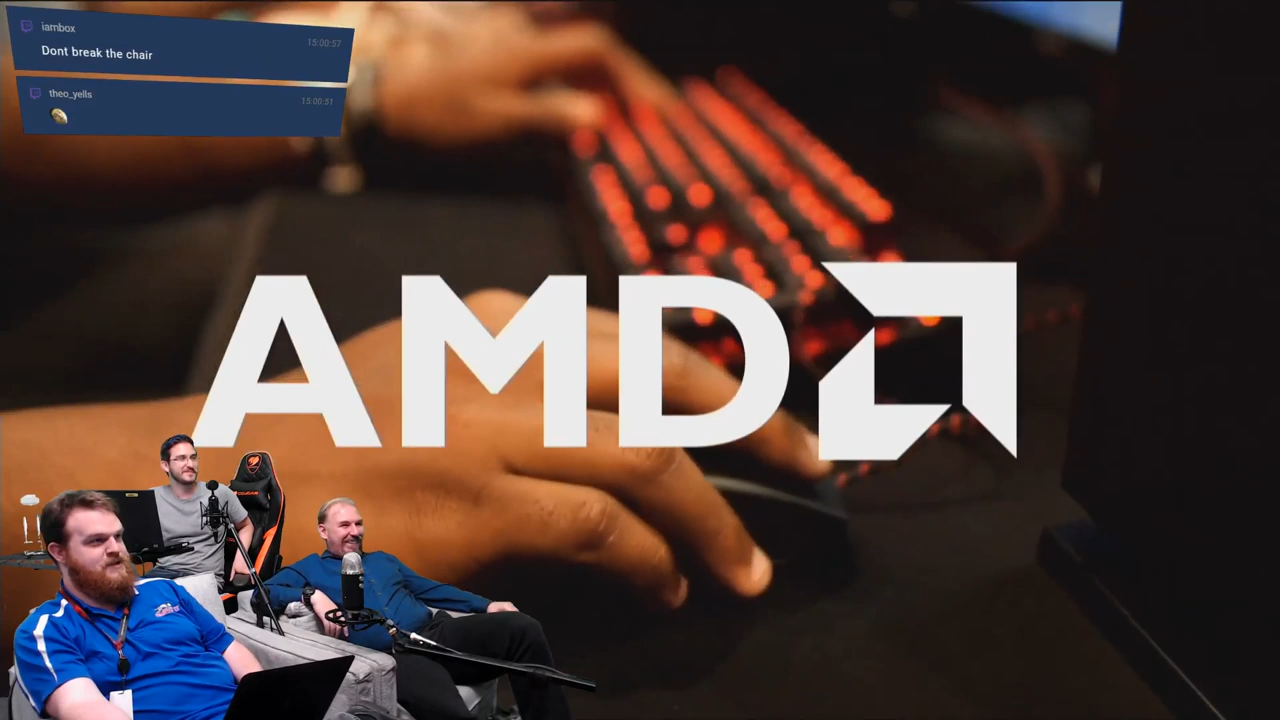 iambox
15:00:57
Dont break the chair
theo_yells
15:00:51
AMD